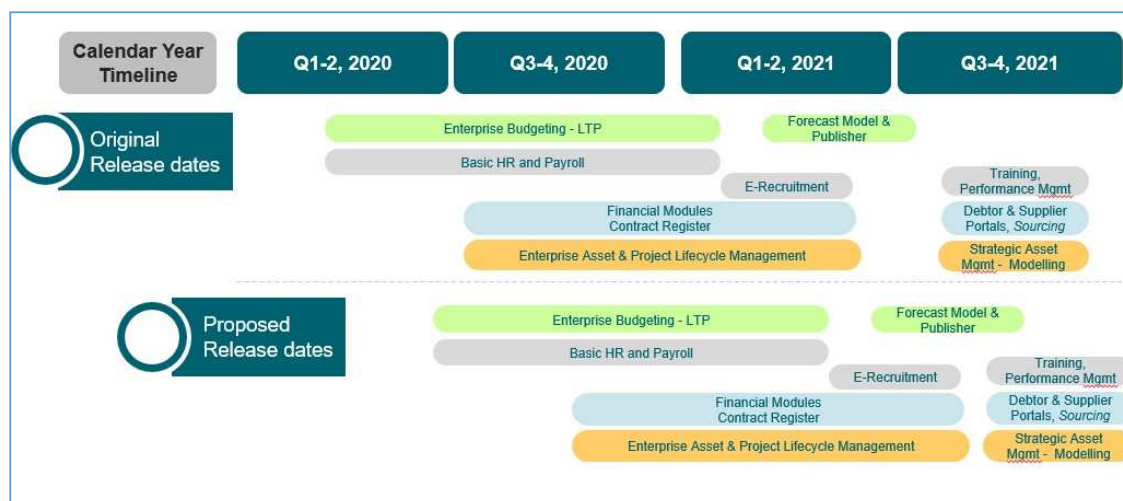 Calendar Year
Timeline
Q1-2, 2020
Q3-4, 2020
Q1-2, 2021
Q3-4, 2021
Original
Release dates
Enterprise Budgeting - LTP
Forecast Model &
Publisher
Basic HR and Payroll
E-Recruitment
Training,
Performance Mgmt
Financial Modules
Contract Register
Debtor & Supplier
Portals, Sourcing
Enterprise Asset & Project Lifecycle Management
Strategic Asset
Mgmt - Modelling
Proposed
Release dates
Enterprise Budgeting - LTP
Forecast Model &
Publisher
Basic HR and Payroll
E-Recruitment
Training,
Performance Mgmt
Financial Modules
Contract Register
Debtor & Supplier
Portals, Sourcing
Enterprise Asset & Project Lifecycle Management
Strategic Asset
Mgmt - Modelling